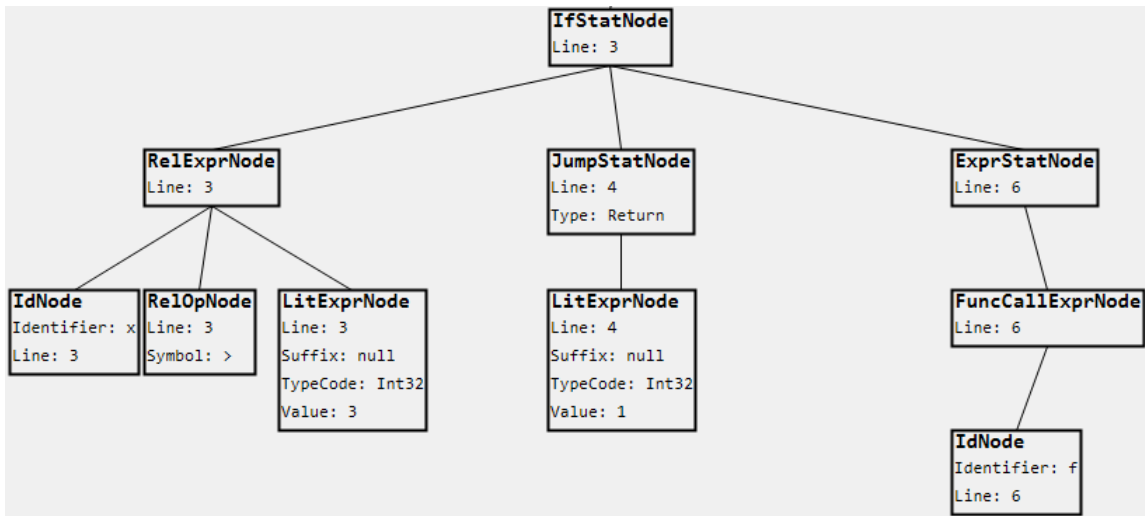 IfStatNode
Line: 3
RelExprNode
Line: 3
JumpStatNode
Line: 4
Type: Return
ExprStatNode
Line: 6
IdNode
Identifier: x
Line: 3
RelOpNode
Line: 3
Symbol: >
LitExprNode
Line: 3
Suffix: null
TypeCode: Int32
Value: 3
LitExprNode
Line: 4
Suffix: null
TypeCode: Int32
Value: 1
FuncCallExprNode
Line: 6
IdNode
Identifier: f
Line: 6